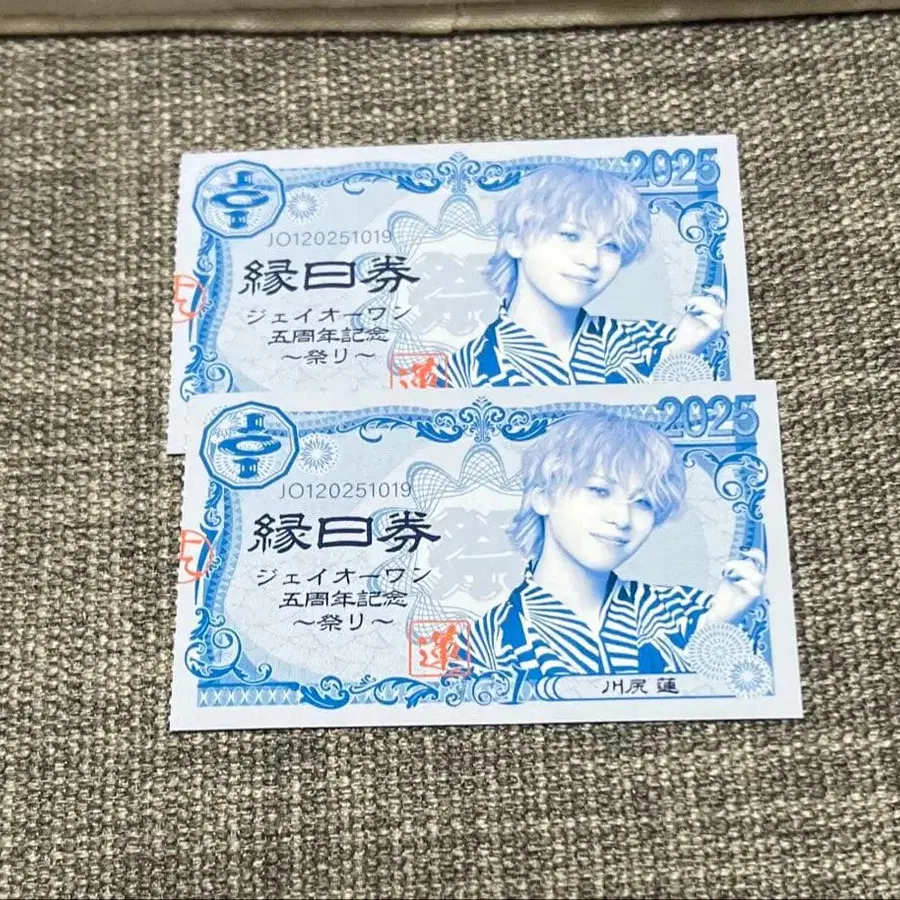 2025
JO120251019
縁日券
ジェイオーワン
五周年記念
～祭り～
蓮
2025
JO120251019
縁日券
祭
ジェイオーワン
五周年記念
～祭り～
蓮
川尻 蓮